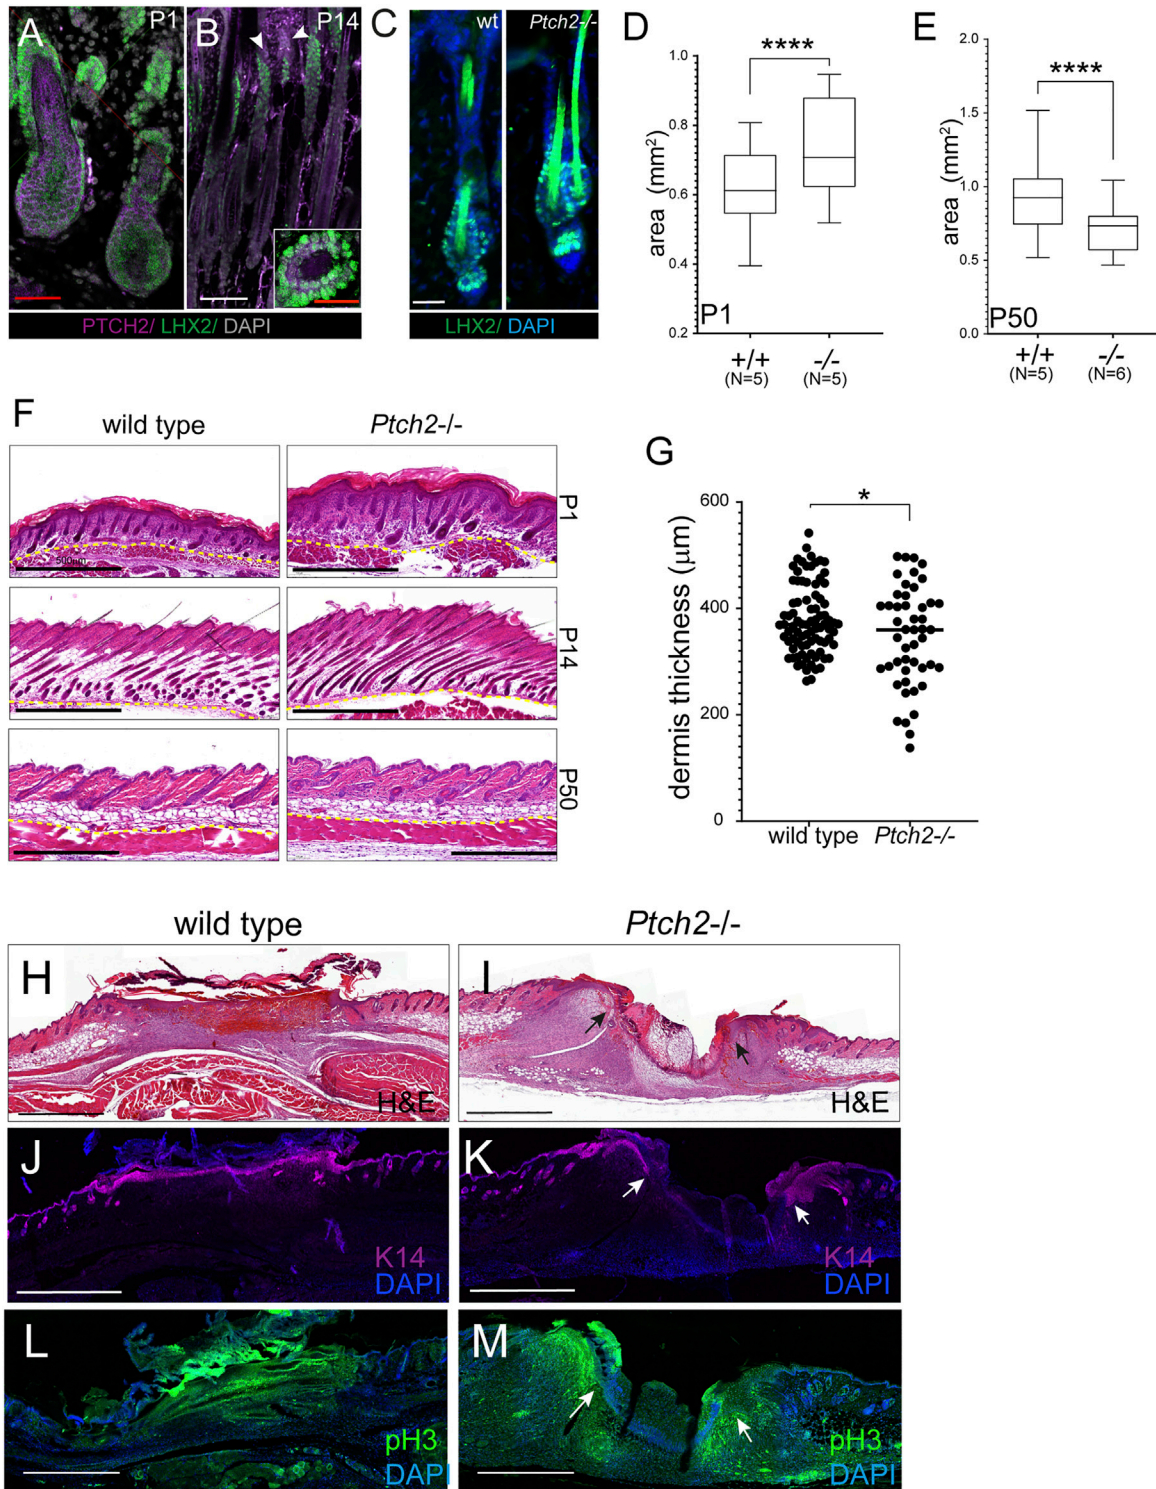 A
P1
B
P14
PTCH2/ LHX2/ DAPI
C
wt
Ptch2-/-
LHX2/ DAPI
D
****
area (mm²)
1.0
0.8
0.6
0.4
0.2
P1
+/+
-/-
(N=5)
(N=5)
E
****
area (mm²)
2.0
1.5
1.0
0.5
0.0
P50
+/+
-/-
(N=5)
(N=6)
F
wild type
Ptch2-/-
500µm
P1
P14
P50
G
*
dermis thickness (µm)
600
400
200
0
wild type
Ptch2-/-
wild type
Ptch2-/-
H
H&E
I
H&E
J
K14
DAPI
K
K14
DAPI
L
pH3
DAPI
M
pH3
DAPI